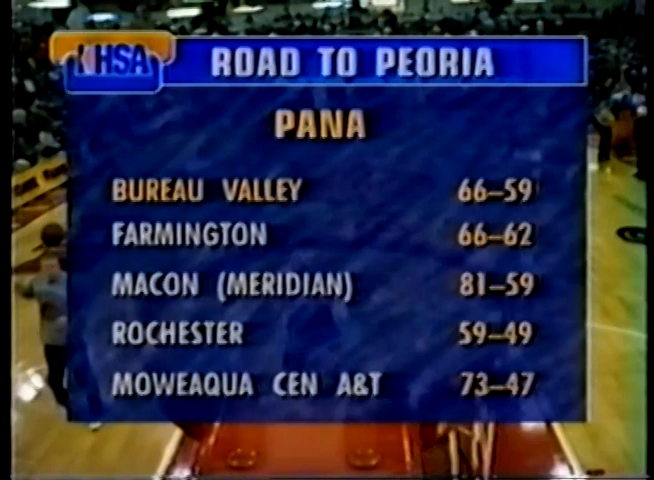 IHSA
ROAD TO PEORIA
PANA
BUREAU VALLEY 66–59
FARMINGTON 66–62
MACON (MERIDIAN) 81–59
ROCHESTER 59–49
MOWEAQUA CEN A&T 73–47